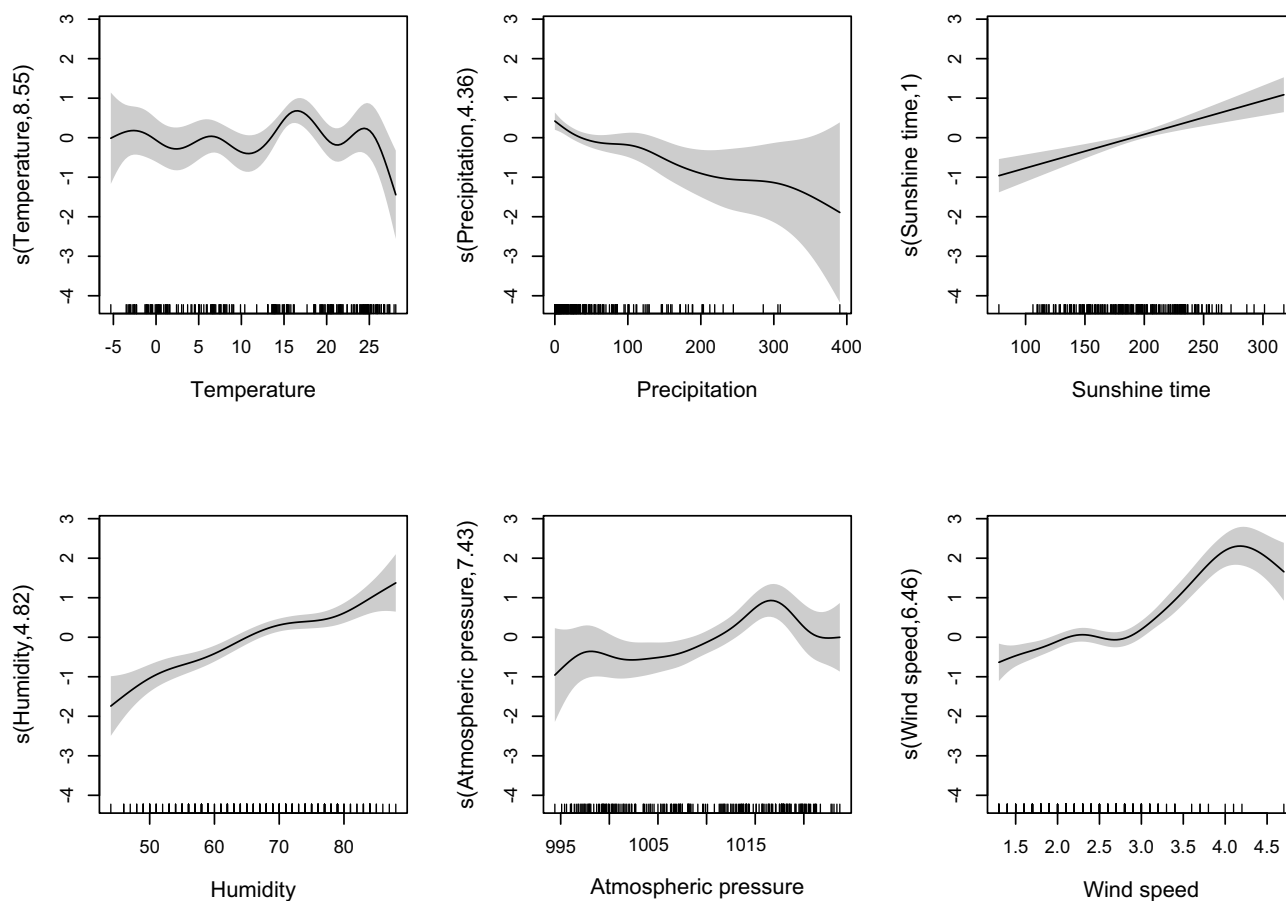 s(Temperature,8.55)
3
2
1
0
-1
-2
-3
-4
-5 0 5 10 15 20 25
Temperature
s(Precipitation,4.36)
3
2
1
0
-1
-2
-3
-4
0 100 200 300 400
Precipitation
s(Sunshine time,1)
3
2
1
0
-1
-2
-3
-4
100 150 200 250 300
Sunshine time
s(Humidity,4.82)
3
2
1
0
-1
-2
-3
-4
50 60 70 80
Humidity
s(Atmospheric pressure,7.43)
3
2
1
0
-1
-2
-3
-4
995 1005 1015
Atmospheric pressure
s(Wind speed,6.46)
3
2
1
0
-1
-2
-3
-4
1.5 2.0 2.5 3.0 3.5 4.0 4.5
Wind speed